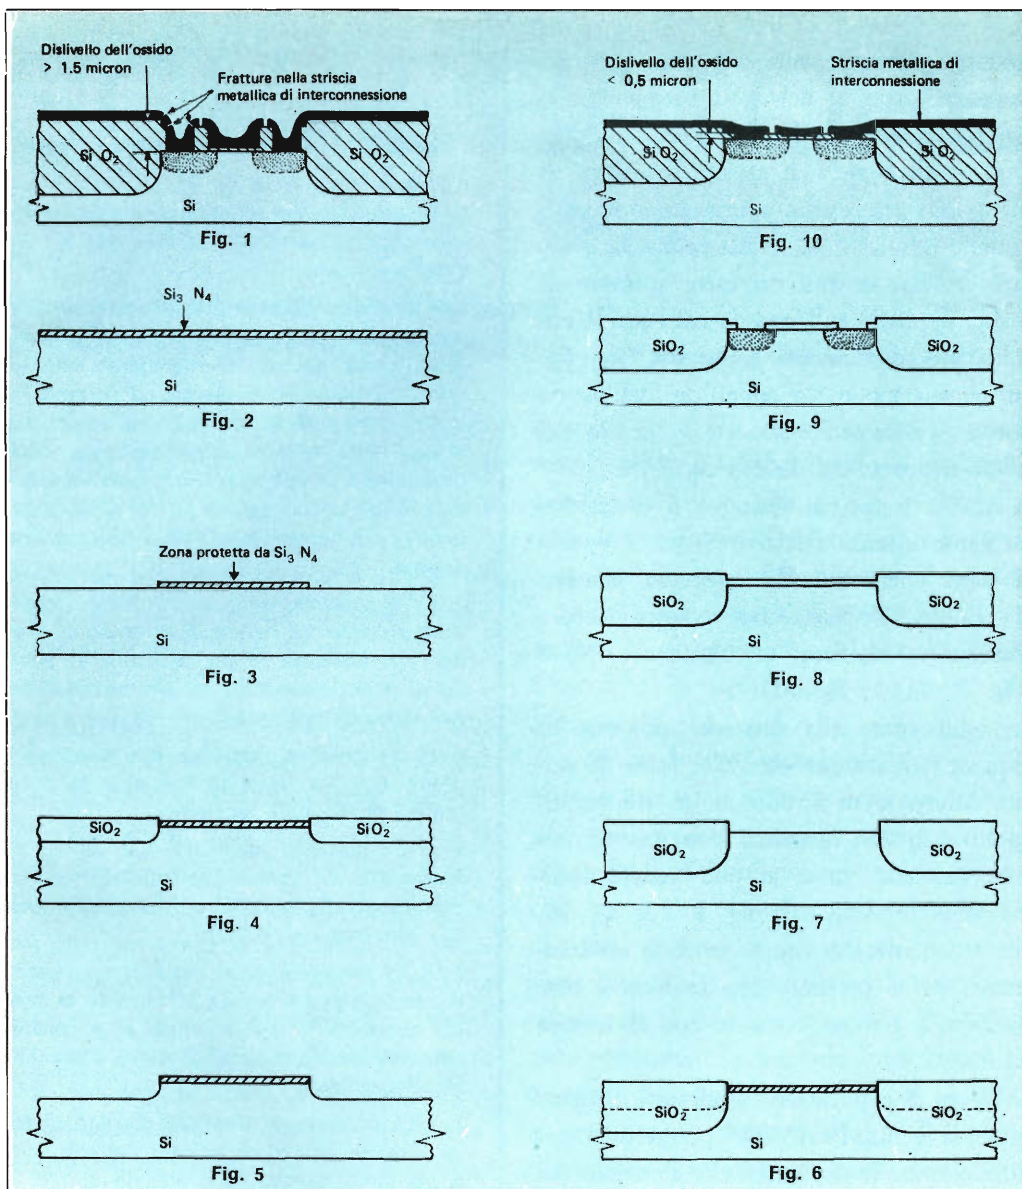 Dislivello dell'ossido
> 1.5 micron
Fratture nella striscia
metallica di interconnessione
Si O2
Si O2
Si
Fig. 1
Si3 N4
Si
Fig. 2
Zona protetta da Si3 N4
Si
Fig. 3
SiO2
SiO2
Si
Fig. 4
Si
Fig. 5
Dislivello dell'ossido
< 0,5 micron
Striscia metallica di
interconnessione
Si O2
Si O2
Si
Fig. 10
SiO2
SiO2
Si
Fig. 9
SiO2
SiO2
Si
Fig. 8
SiO2
SiO2
Si
Fig. 7
SiO2
SiO2
Si
Fig. 6